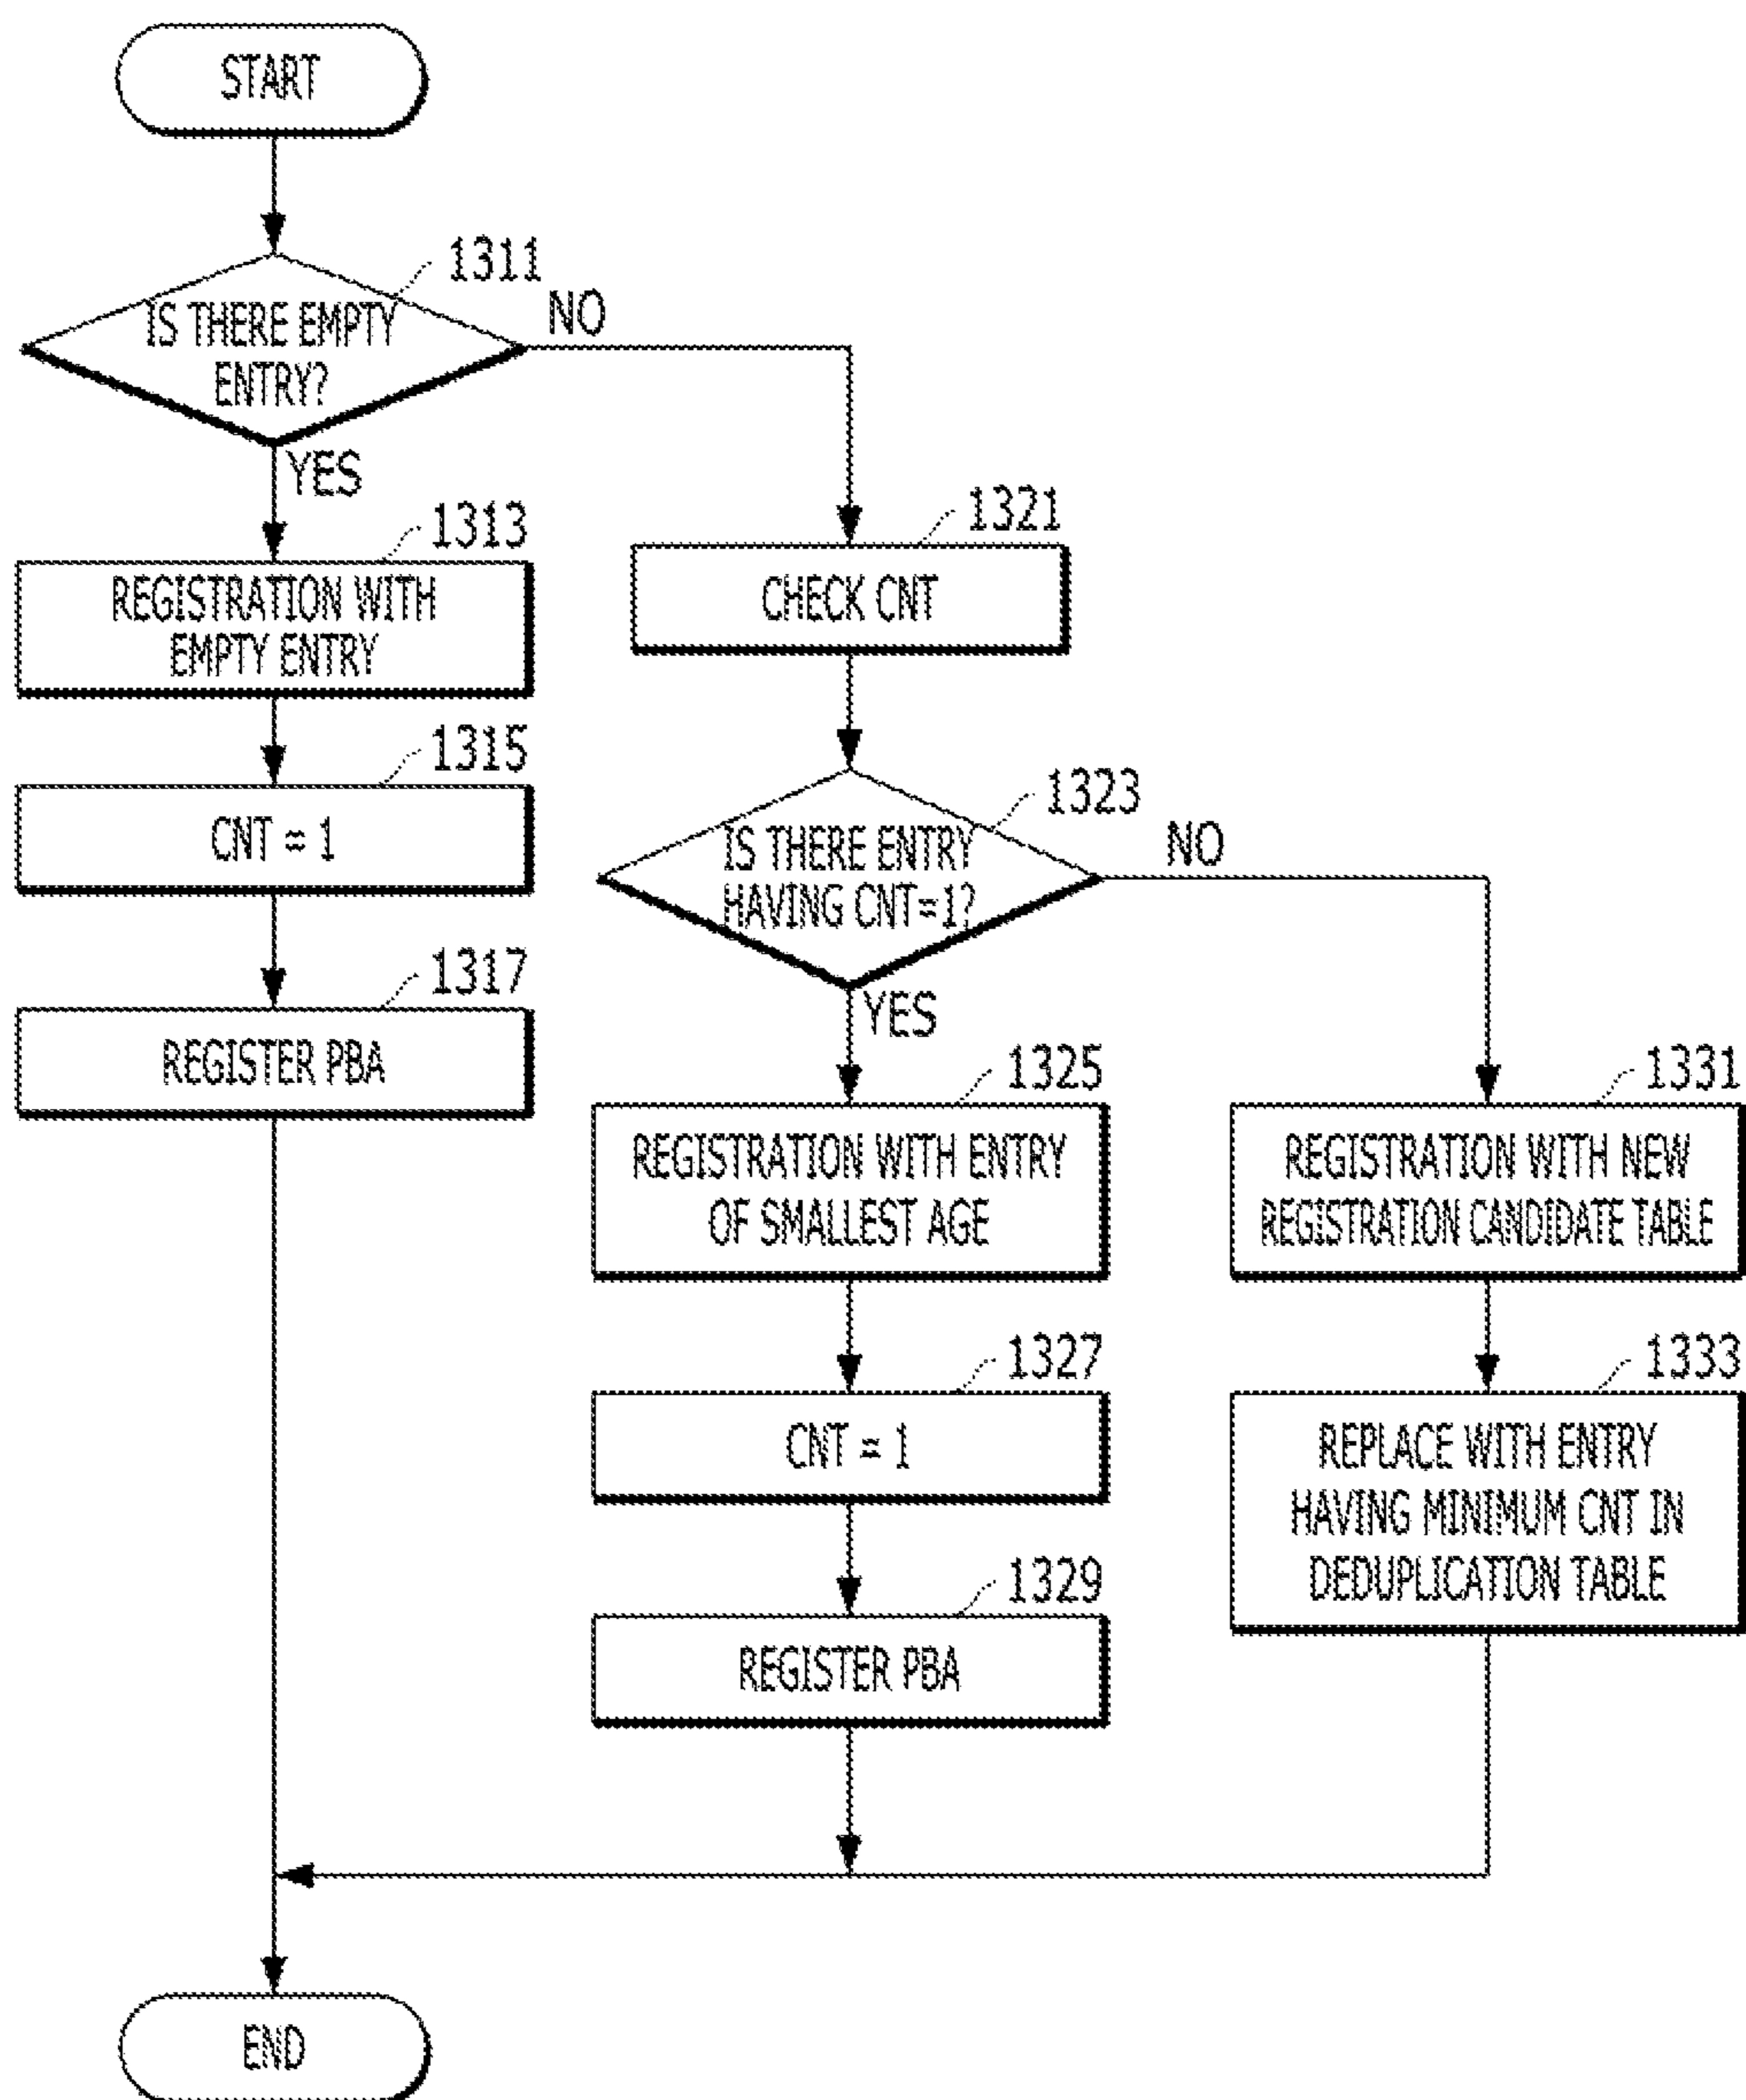 START
1311
IS THERE EMPTY
ENTRY?
NO
YES
1313
REGISTRATION WITH
EMPTY ENTRY
1315
CNT = 1
1317
REGISTER PBA
1321
CHECK CNT
1323
IS THERE ENTRY
HAVING CNT=1?
NO
YES
1325
REGISTRATION WITH ENTRY
OF SMALLEST AGE
1327
CNT = 1
1329
REGISTER PBA
1331
REGISTRATION WITH NEW
REGISTRATION CANDIDATE TABLE
1333
REPLACE WITH ENTRY
HAVING MINIMUM CNT IN
DEDUPLICATION TABLE
END